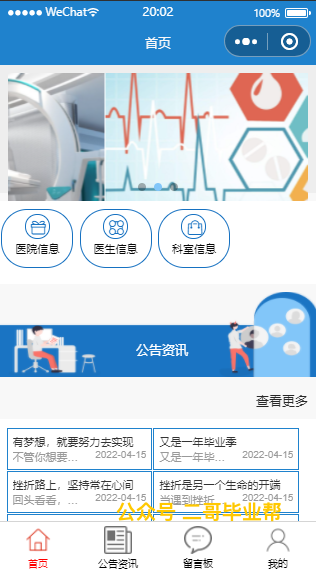 WeChat 20:02 100%
首页
医院信息 医生信息 科室信息
公告资讯
查看更多
有梦想，就要努力去实现 又是一年毕业季
不管你想要... 2022-04-15 又是一年毕... 2022-04-15
挫折路上，坚持常在心间 挫折是另一个生命的开端
回头看看，... 2022-04-15 当遇到挫折... 2022-04-15
公众号 二哥毕业帮
首页 公告资讯 留言板 我的